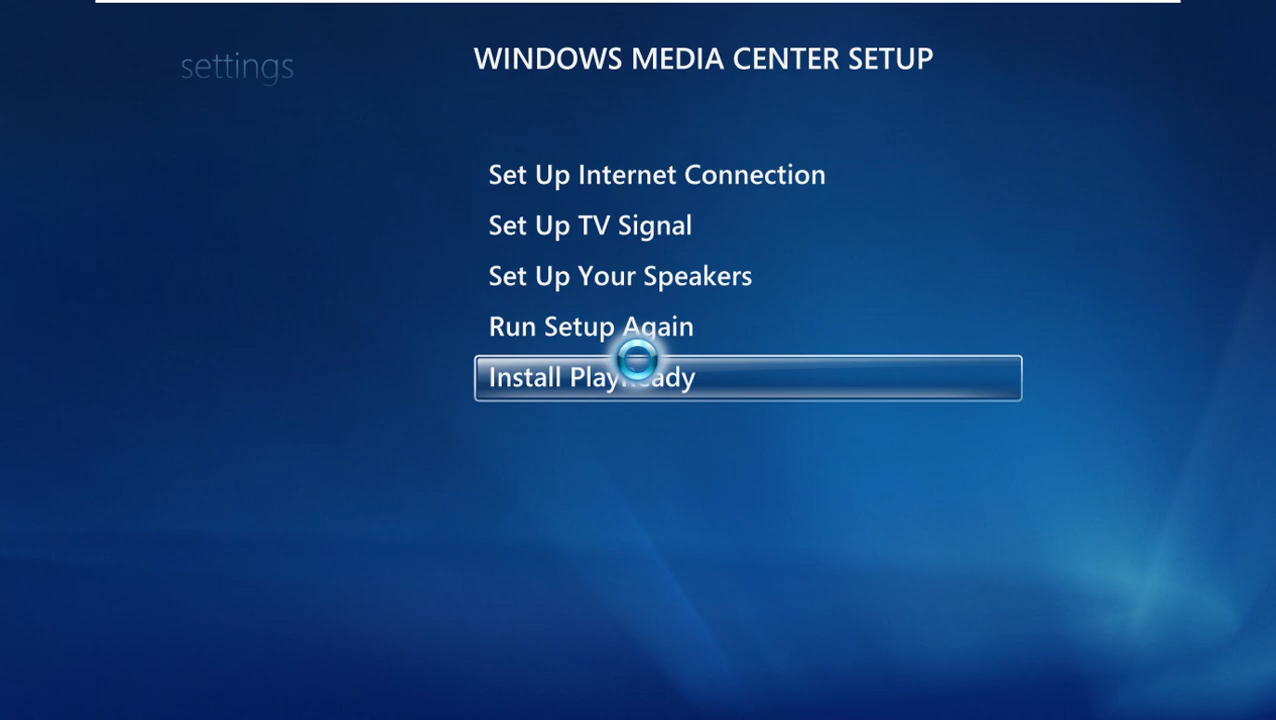 settings
WINDOWS MEDIA CENTER SETUP
Set Up Internet Connection
Set Up TV Signal
Set Up Your Speakers
Run Setup Again
Install PlayReady